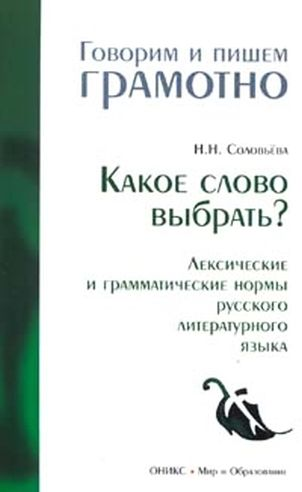 Говорим и пишем
ГРАМОТНО
Н.Н. Соловьёва
Какое слово
выбрать?
Лексические
и грамматические нормы
русского
литературного
языка
ОНИКС • Мир и Образование